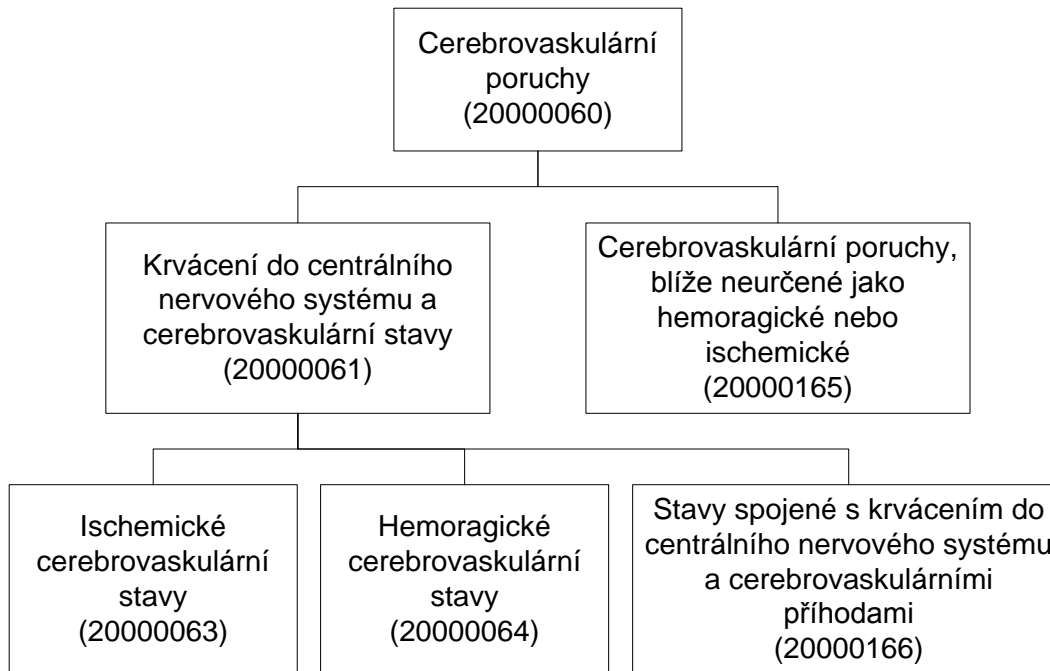 Cerebrovaskulární
poruchy
(20000060)
Krvácení do centrálního
nervového systému a
cerebrovaskulární stavy
(20000061)
Cerebrovaskulární poruchy,
blíže neurčené jako
hemoragické nebo
ischemické
(20000165)
Ischemické
cerebrovaskulární
stavy
(20000063)
Hemoragické
cerebrovaskulární
stavy
(20000064)
Stavy spojené s krvácením do
centrálního nervového systému
a cerebrovaskulárními
příhodami
(20000166)